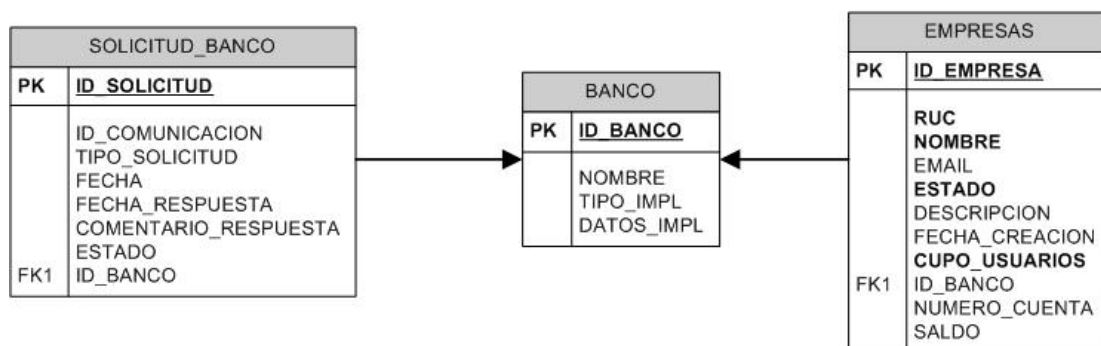 SOLICITUD_BANCO
PK ID_SOLICITUD
ID_COMUNICACION
TIPO_SOLICITUD
FECHA
FECHA_RESPUESTA
COMENTARIO_RESPUESTA
ESTADO
FK1 ID_BANCO
BANCO
PK ID_BANCO
NOMBRE
TIPO_IMPL
DATOS_IMPL
EMPRESAS
PK ID_EMPRESA
RUC
NOMBRE
EMAIL
ESTADO
DESCRIPCION
FECHA_CREACION
CUPO_USUARIOS
FK1 ID_BANCO
NUMERO_CUENTA
SALDO